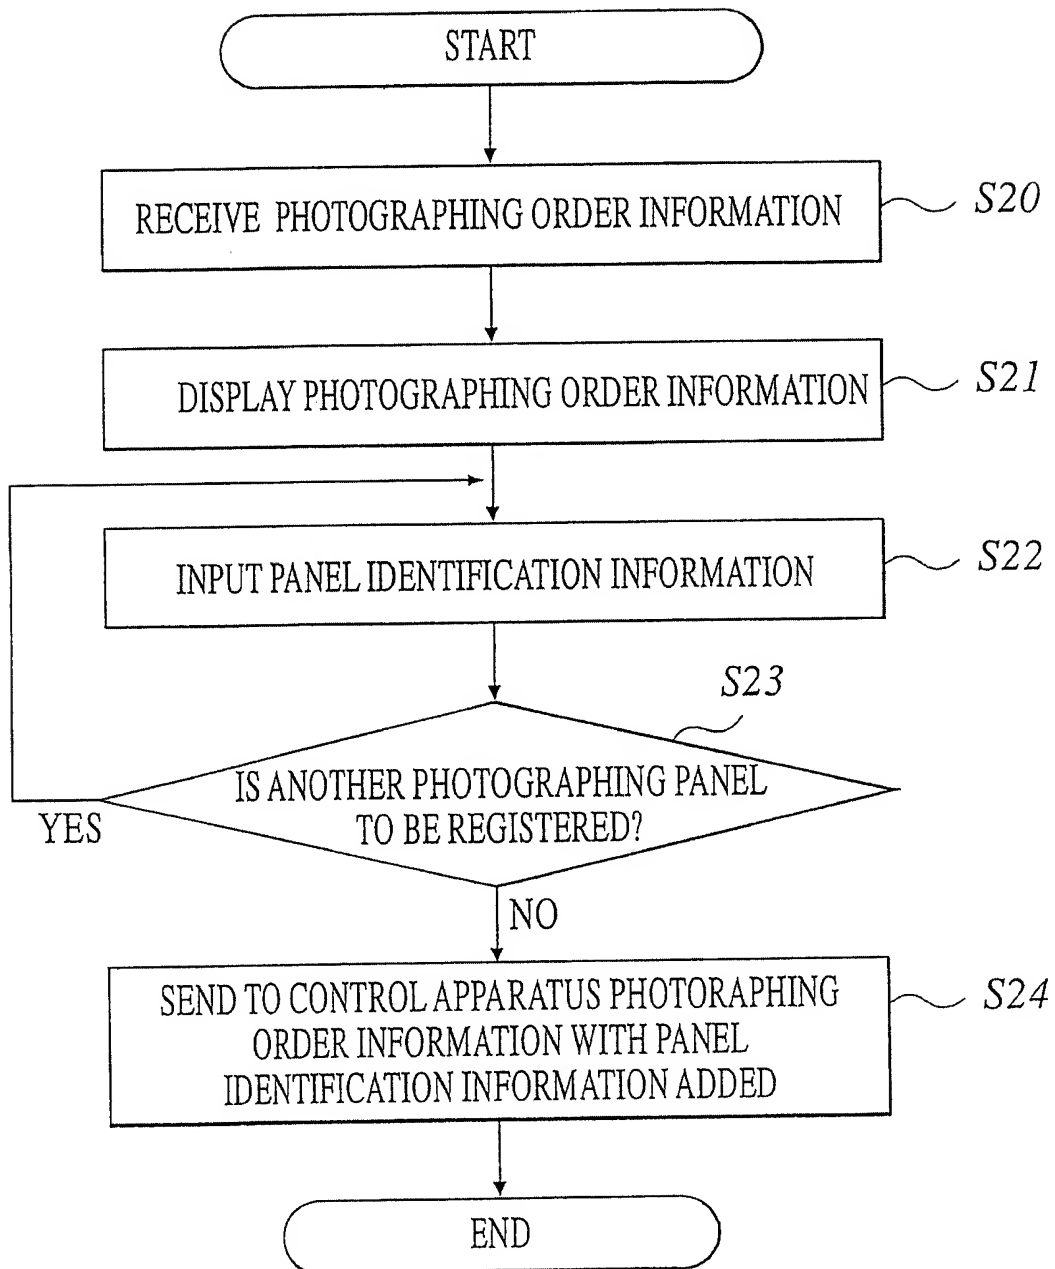 START
RECEIVE PHOTOGRAPHING ORDER INFORMATION
S20
DISPLAY PHOTOGRAPHING ORDER INFORMATION
S21
INPUT PANEL IDENTIFICATION INFORMATION
S22
S23
IS ANOTHER PHOTOGRAPHING PANEL
TO BE REGISTERED?
YES
NO
SEND TO CONTROL APPARATUS PHOTORAPHING
ORDER INFORMATION WITH PANEL
IDENTIFICATION INFORMATION ADDED
S24
END